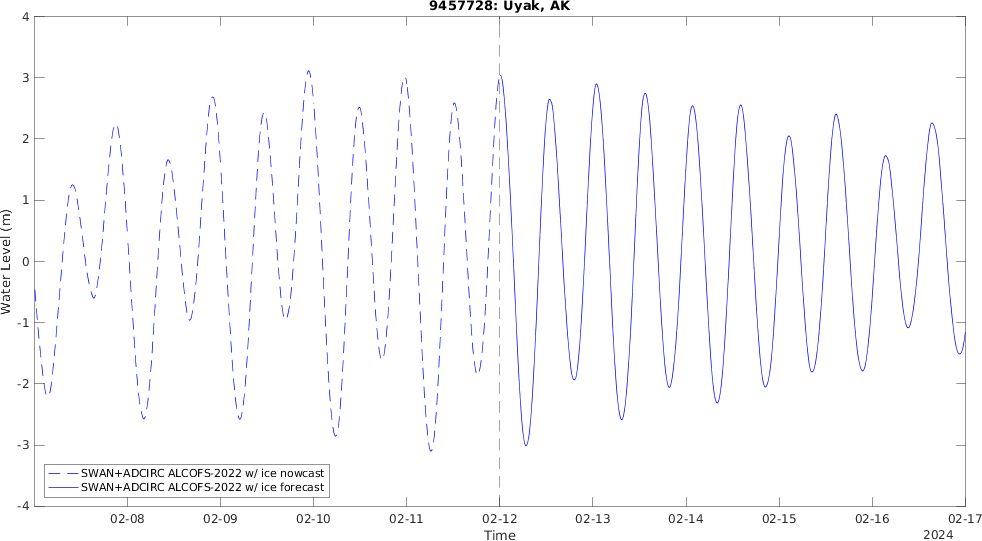 9457728: Uyak, AK
Water Level (m)
4
3
2
1
0
-1
-2
-3
-4
SWAN+ADCIRC ALCOFS-2022 w/ ice nowcast
SWAN+ADCIRC ALCOFS-2022 w/ ice forecast
02-08 02-09 02-10 02-11 02-12 02-13 02-14 02-15 02-16 02-17
Time
2024